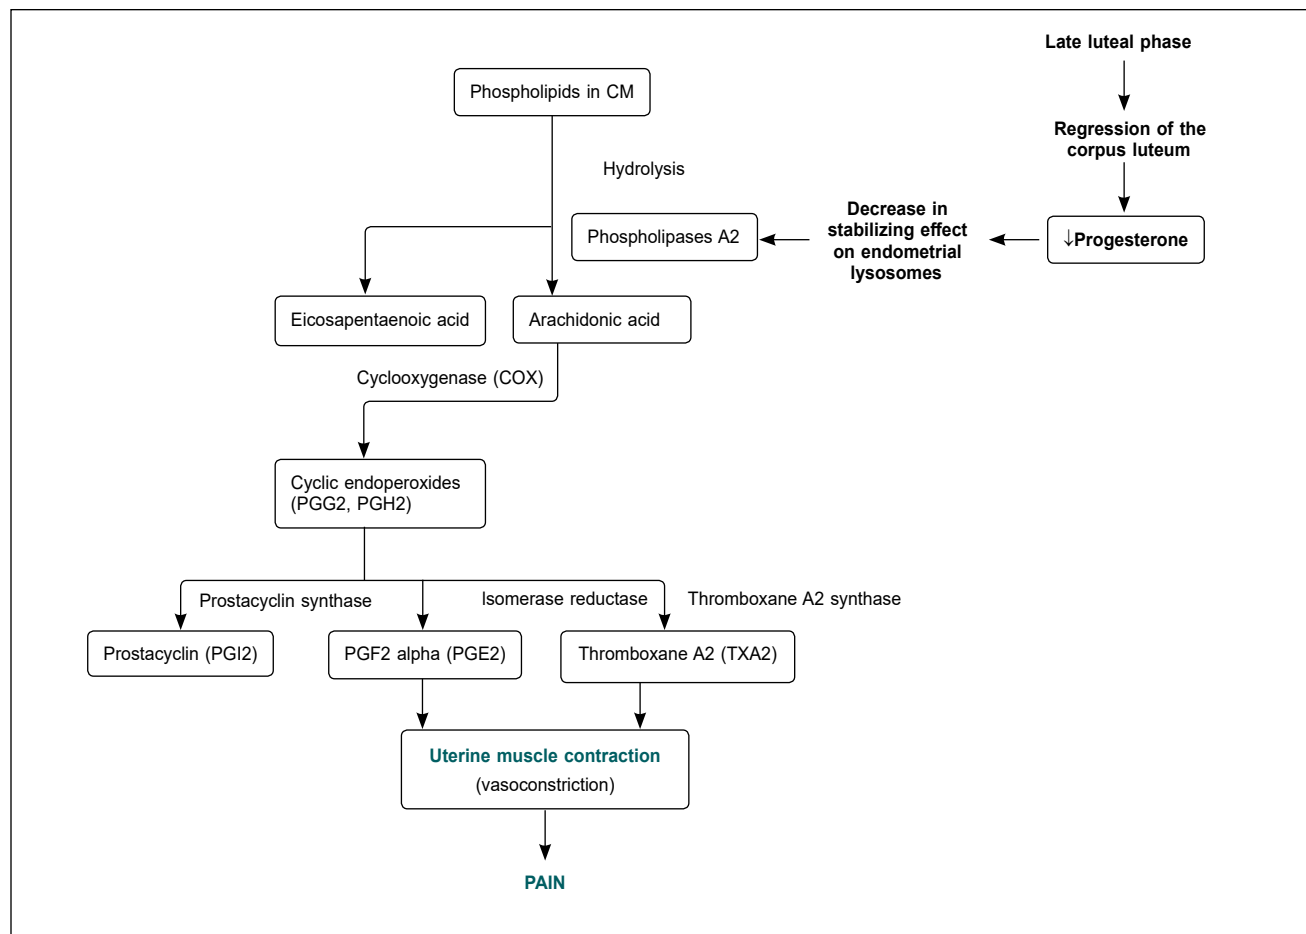 Late luteal phase
Phospholipids in CM
Regression of the
corpus luteum
Hydrolysis
Decrease in
stabilizing effect
on endometrial
lysosomes
Phospholipases A2
↓Progesterone
Eicosapentaenoic acid
Arachidonic acid
Cyclooxygenase (COX)
Cyclic endoperoxides
(PGG2, PGH2)
Prostacyclin synthase
Isomerase reductase
Thromboxane A2 synthase
Prostacyclin (PGI2)
PGF2 alpha (PGE2)
Thromboxane A2 (TXA2)
Uterine muscle contraction
(vasoconstriction)
PAIN